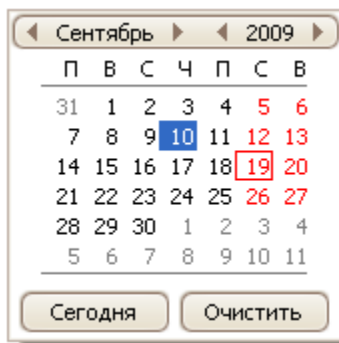 Сентябрь 2009
П В С Ч П С В
31 1 2 3 4 5 6
7 8 9 10 11 12 13
14 15 16 17 18 19 20
21 22 23 24 25 26 27
28 29 30 1 2 3 4
5 6 7 8 9 10 11
Сегодня Очистить